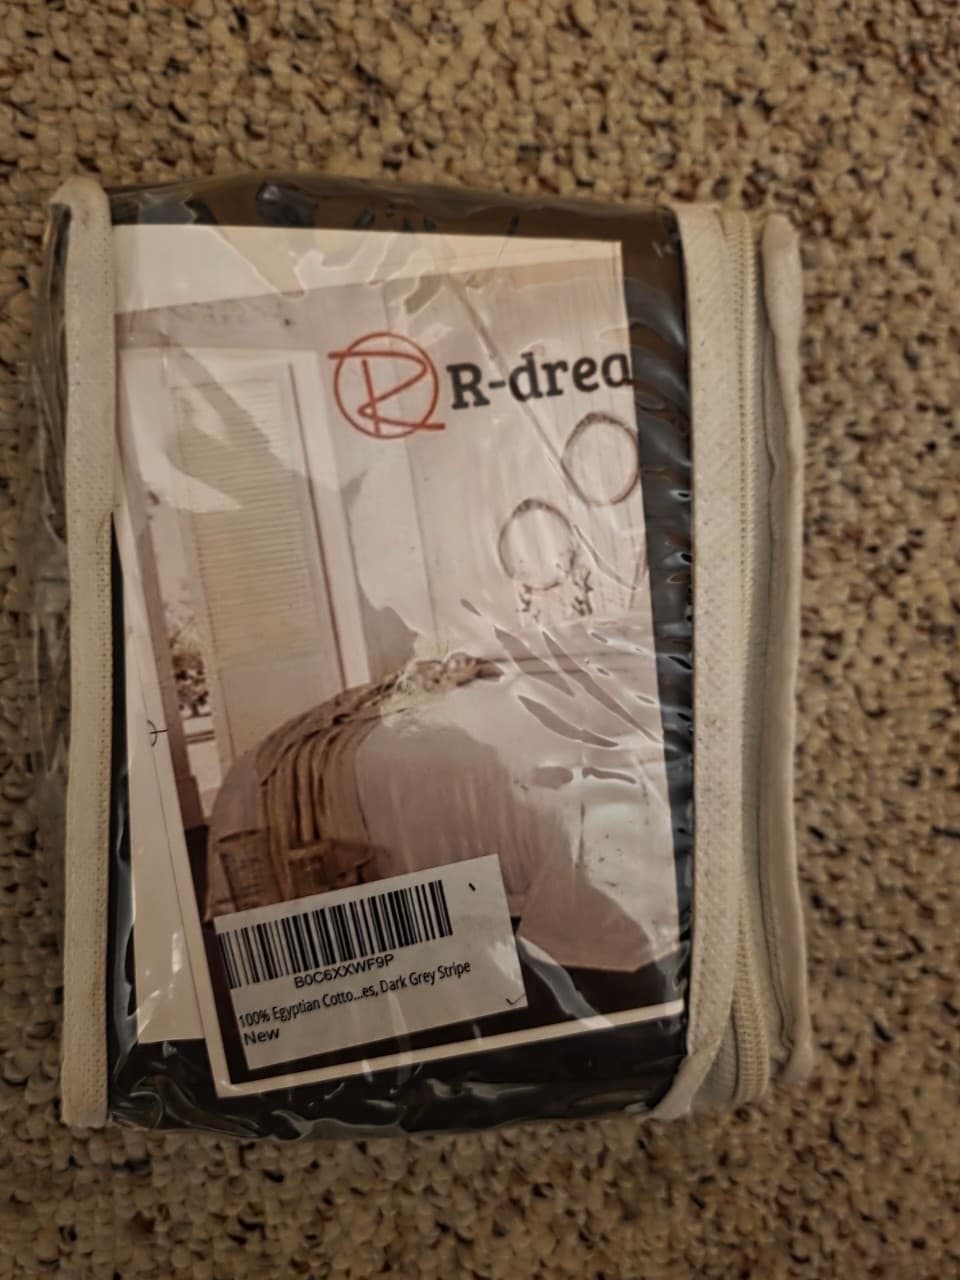 R-drea
B0C6XXWF9P
100% Egyptian Cotto...es, Dark Grey Stripe
New